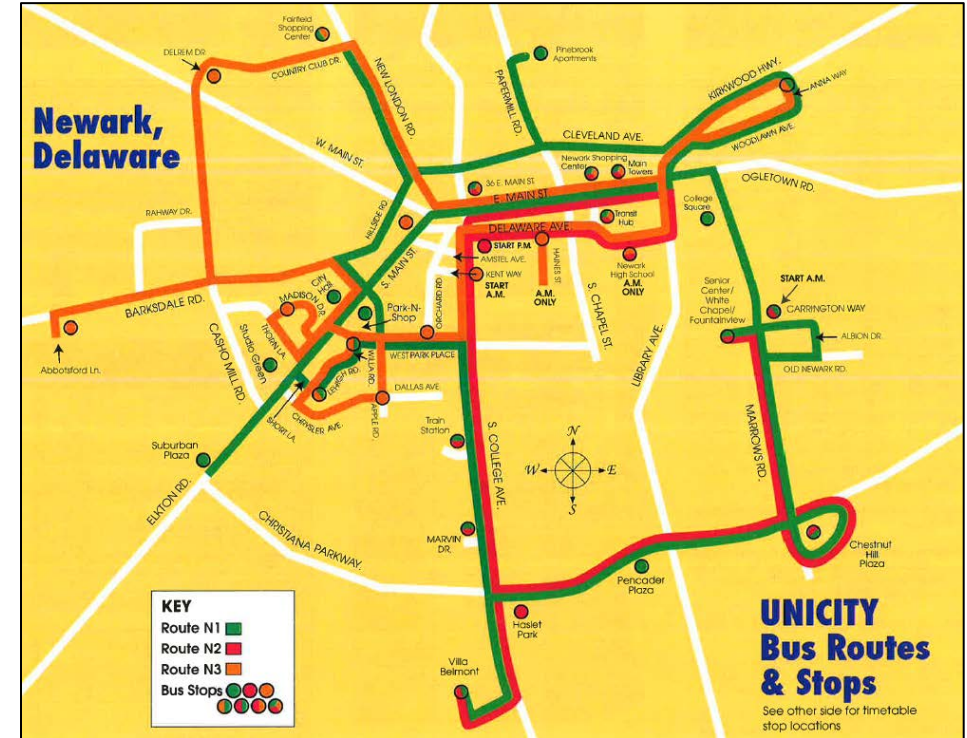 Fairfield
Shopping
Center
DELREM DR.
COUNTRY CLUB DR.
NEW LONDON RD.
Pinebrook
Apartments
PAPERMILL RD.
KIRKWOOD HWY.
ANNA WAY
WOODLAWN AVE.
Newark,
Delaware
W. MAIN ST.
CLEVELAND AVE.
Newark Shopping
Center
Main
Towers
OGLETOWN RD.
36 E. MAIN ST.
E. MAIN ST.
RAHWAY DR.
HILLSIDE RD
College
Square
Transit
Hub
DELAWARE AVE.
START P.M.
AMSTEL AVE.
KENT WAY
START
A.M.
HAINES ST.
A.M.
ONLY
Newark
High School
A.M.
ONLY
S. MAIN ST.
S. CHAPEL ST.
LIBRARY AVE.
Senior
Center/
White
Chapel/
Fountainview
START A.M.
CARRINGTON WAY
ALBION DR.
OLD NEWARK RD.
BARKSDALE RD.
City
Hall
MADISON DR.
THORN LA.
Park-N-
Shop
ORCHARD RD.
Abbotsford Ln.
CASHO MILL RD.
Studio Green
WILLA RD.
WEST PARK PLACE
LEHIGH RD.
DALLAS AVE.
APPLE RD.
CHRYSLER AVE.
SHORT LA.
Train
Station
S. COLLEGE AVE.
N
W
E
S
MARROWS RD.
Suburban
Plaza
ELKTON RD.
CHRISTIANA PARKWAY.
MARVIN
DR.
Chestnut
Hill
Plaza
Pencader
Plaza
Haslet
Park
Villa
Belmont
KEY
Route N1
Route N2
Route N3
Bus Stops
UNICITY
Bus Routes
& Stops
See other side for timetable
stop locations